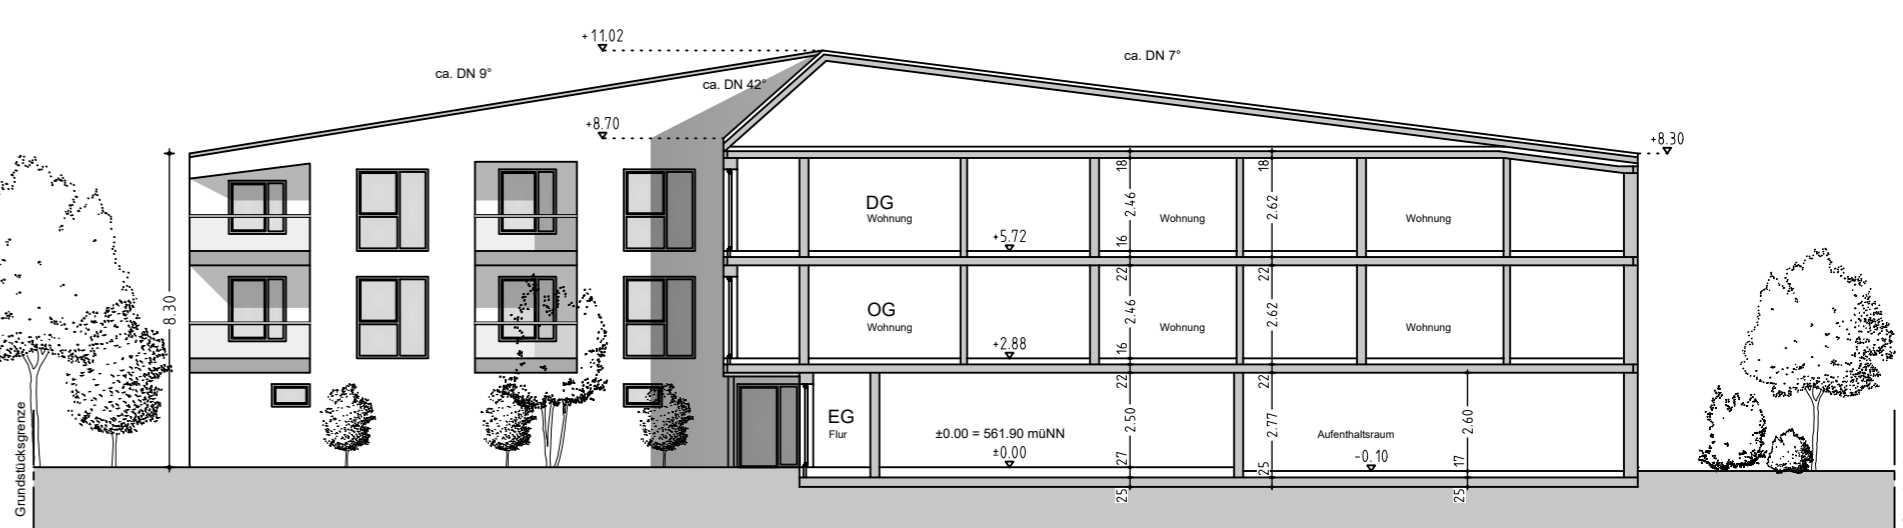 +11.02
ca. DN 9°
ca. DN 42°
ca. DN 7°
+8.70
+8.30
18
18
2.46
2.62
DG
Wohnung
Wohnung
Wohnung
+5.72
16
22
22
8.30
OG
Wohnung
2.46
2.62
Wohnung
Wohnung
+2.88
16
22
22
EG
Flur
2.50
2.77
2.60
±0.00 = 561.90 müNN
±0.00
Aufenthaltsraum
-0.10
27
25
17
25
25
Grundstücksgrenze